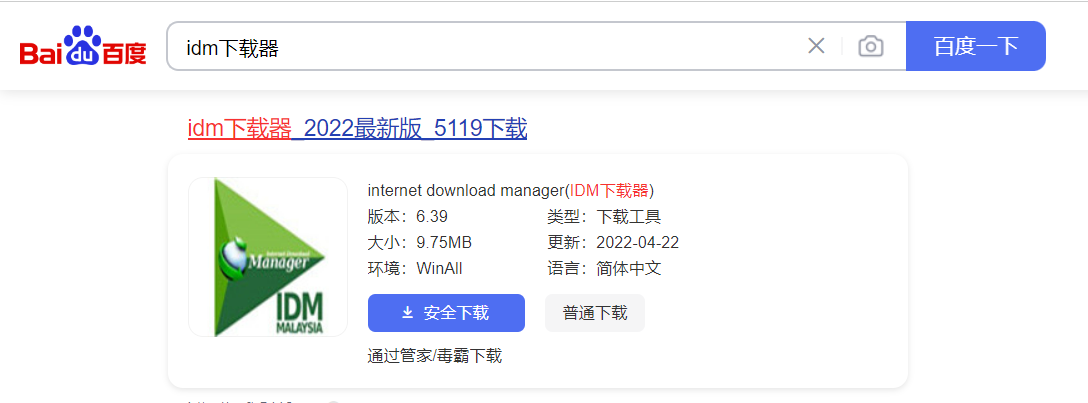 Bai du 百度
idm下载器
百度一下
idm下载器_2022最新版_5119下载
internet download manager(IDM下载器)
版本：6.39
类型：下载工具
大小：9.75MB
更新：2022-04-22
环境：WinAll
语言：简体中文
Internet Download
Manager
IDM
MALAYSIA
安全下载
普通下载
通过管家/毒霸下载